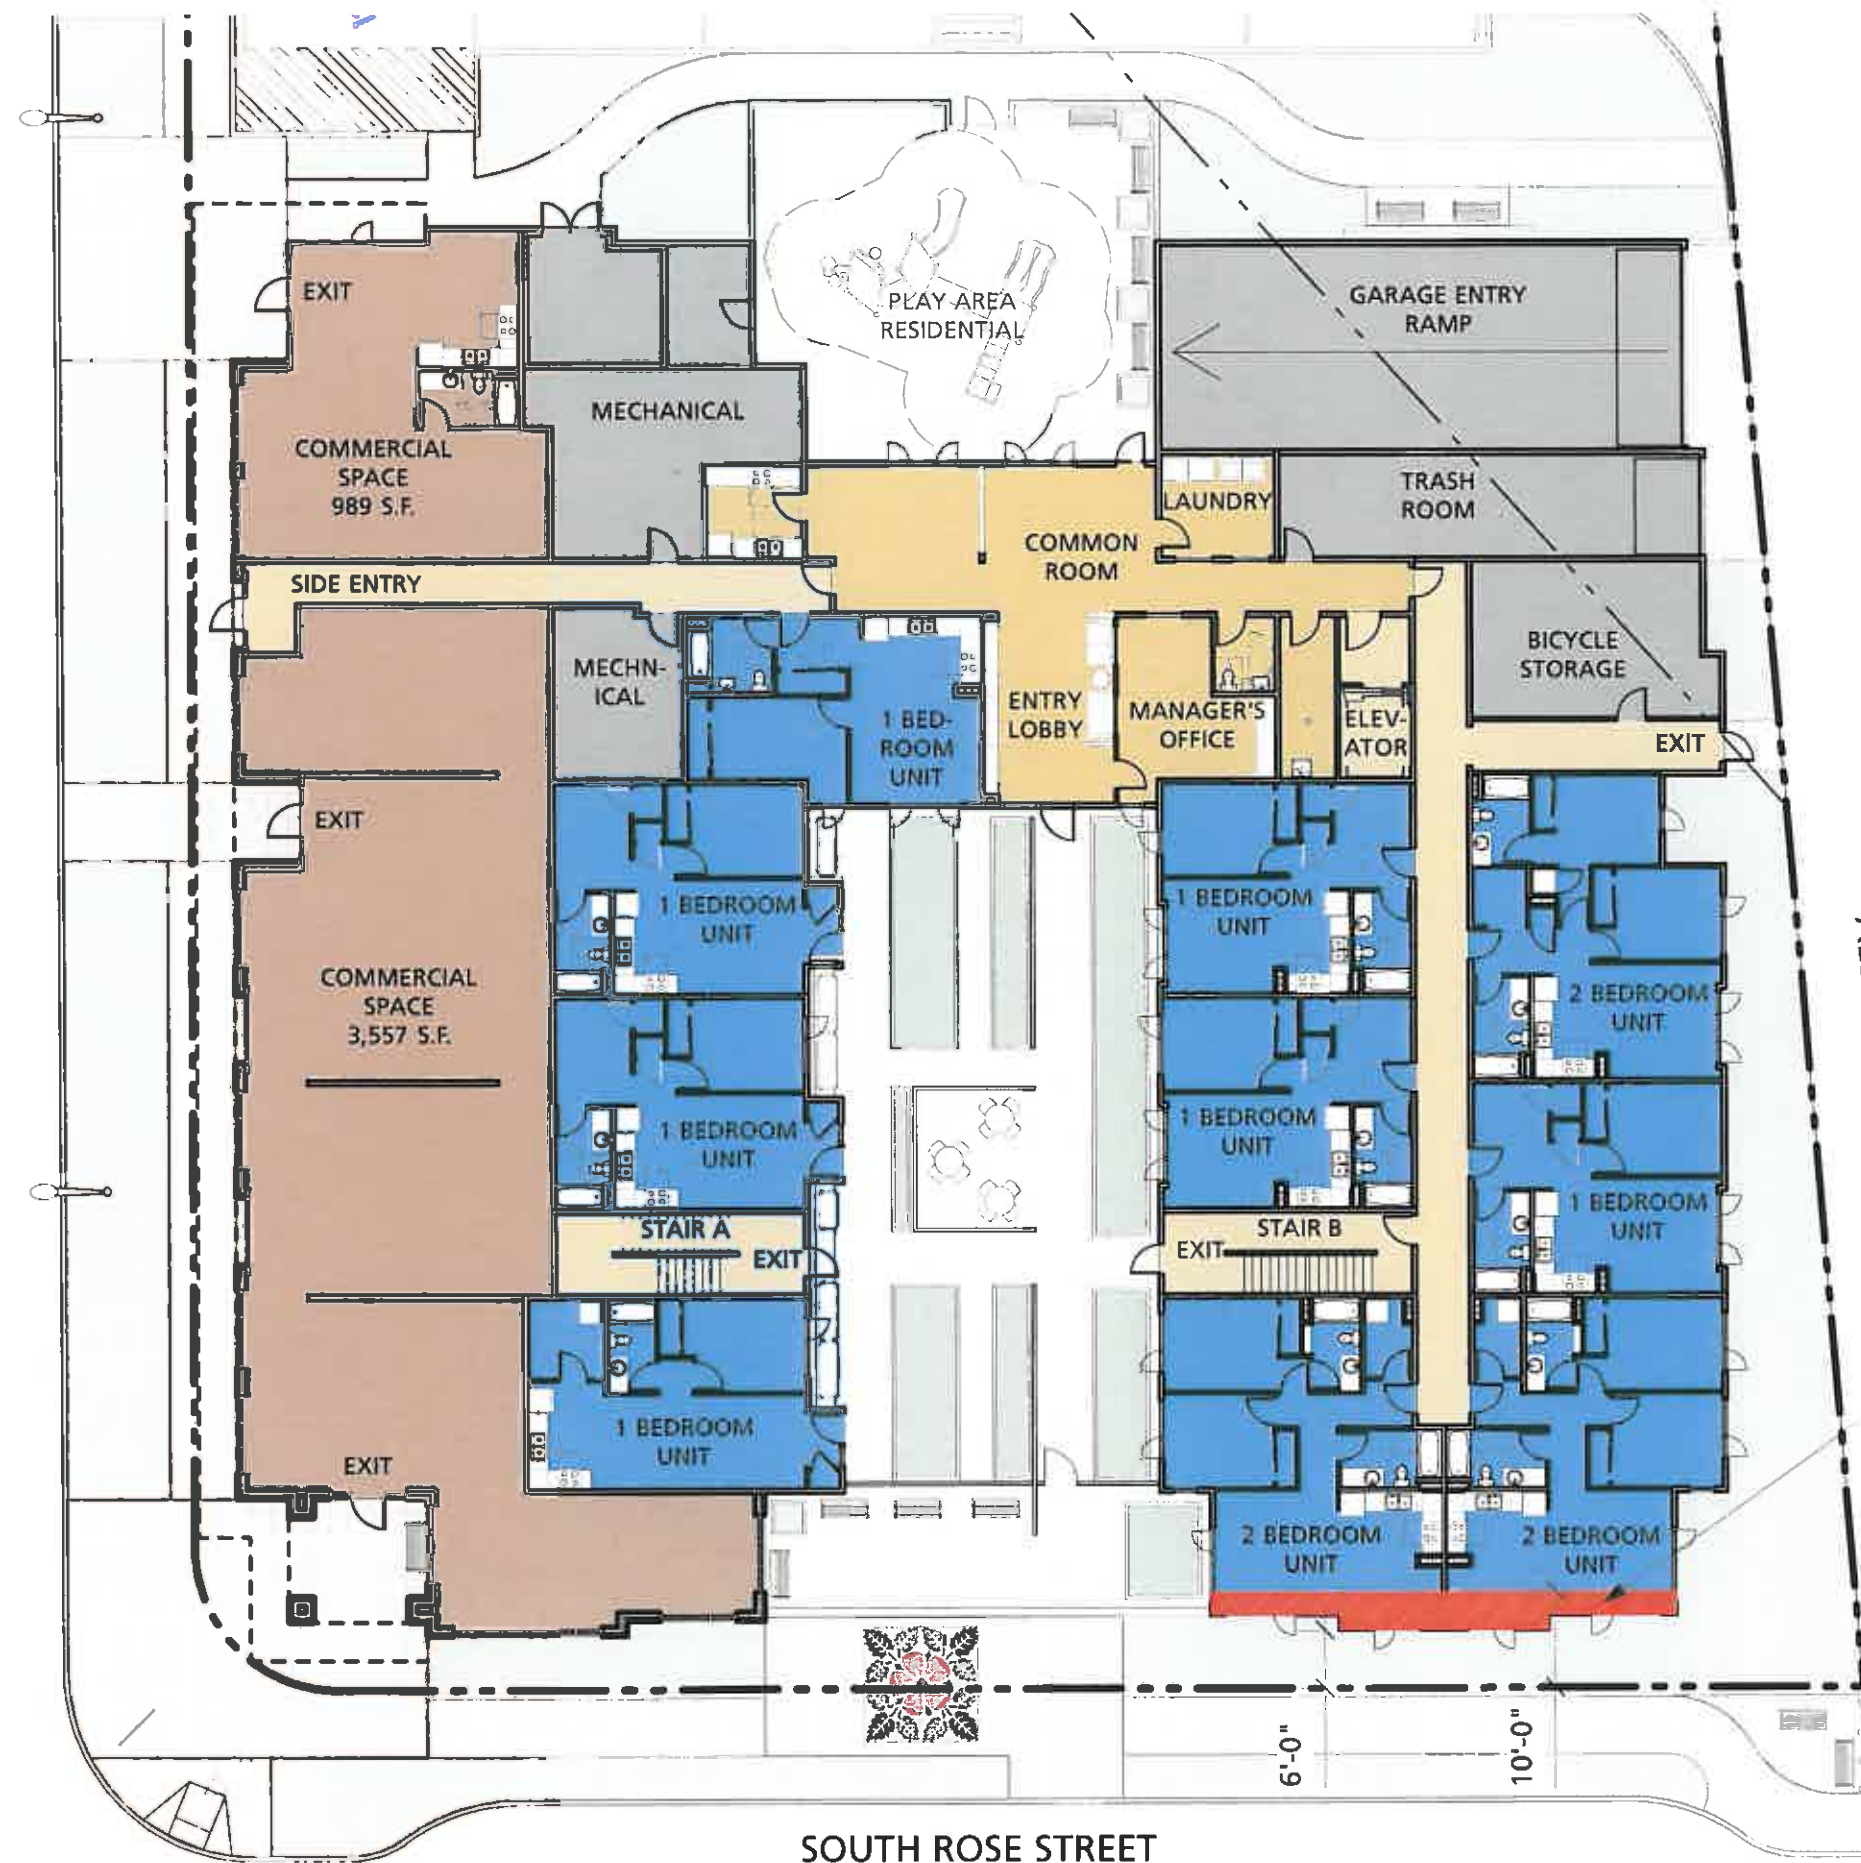 PLAY AREA
RESIDENTIAL
GARAGE ENTRY
RAMP
EXIT
MECHANICAL
COMMERCIAL
SPACE
989 S.F.
LAUNDRY
TRASH
ROOM
COMMON
ROOM
SIDE ENTRY
MECHN-
ICAL
1 BED-
ROOM
UNIT
ENTRY
LOBBY
MANAGER'S
OFFICE
ELEV-
ATOR
BICYCLE
STORAGE
EXIT
EXIT
1 BEDROOM
UNIT
1 BEDROOM
UNIT
2 BEDROOM
UNIT
COMMERCIAL
SPACE
3,557 S.F.
1 BEDROOM
UNIT
1 BEDROOM
UNIT
1 BEDROOM
UNIT
STAIR A
EXIT
STAIR B
EXIT
1 BEDROOM
UNIT
EXIT
2 BEDROOM
UNIT
2 BEDROOM
UNIT
6'-0"
10'-0"
SOUTH ROSE STREET